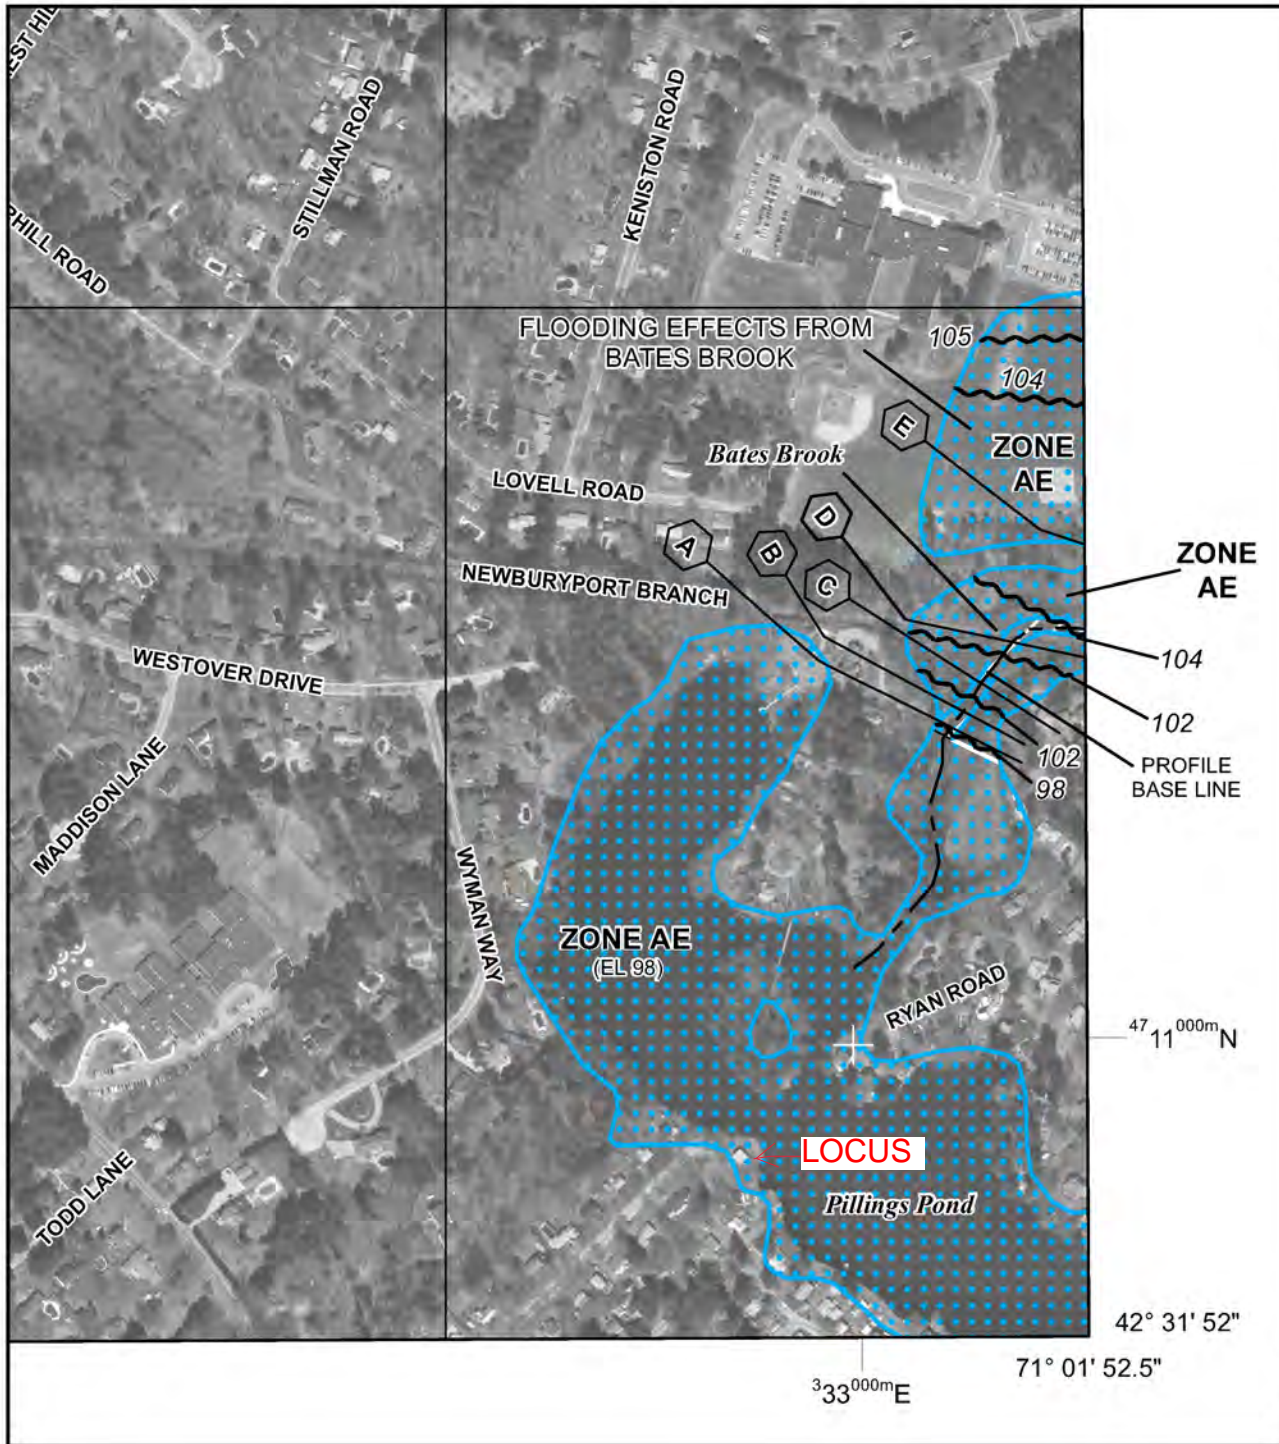 EST HIL
STILLMAN ROAD
KENISTON ROAD
RHILL ROAD
FLOODING EFFECTS FROM
BATES BROOK
105
104
E
ZONE
AE
Bates Brook
LOVELL ROAD
D
A
B
C
ZONE
AE
NEWBURYPORT BRANCH
104
WESTOVER DRIVE
102
102
PROFILE
BASE LINE
98
MADDISON LANE
WYMAN WAY
ZONE AE
(EL 98)
RYAN ROAD
47 11 000m N
LOCUS
TODD LANE
Pillings Pond
42° 31' 52"
71° 01' 52.5"
3 33 000m E